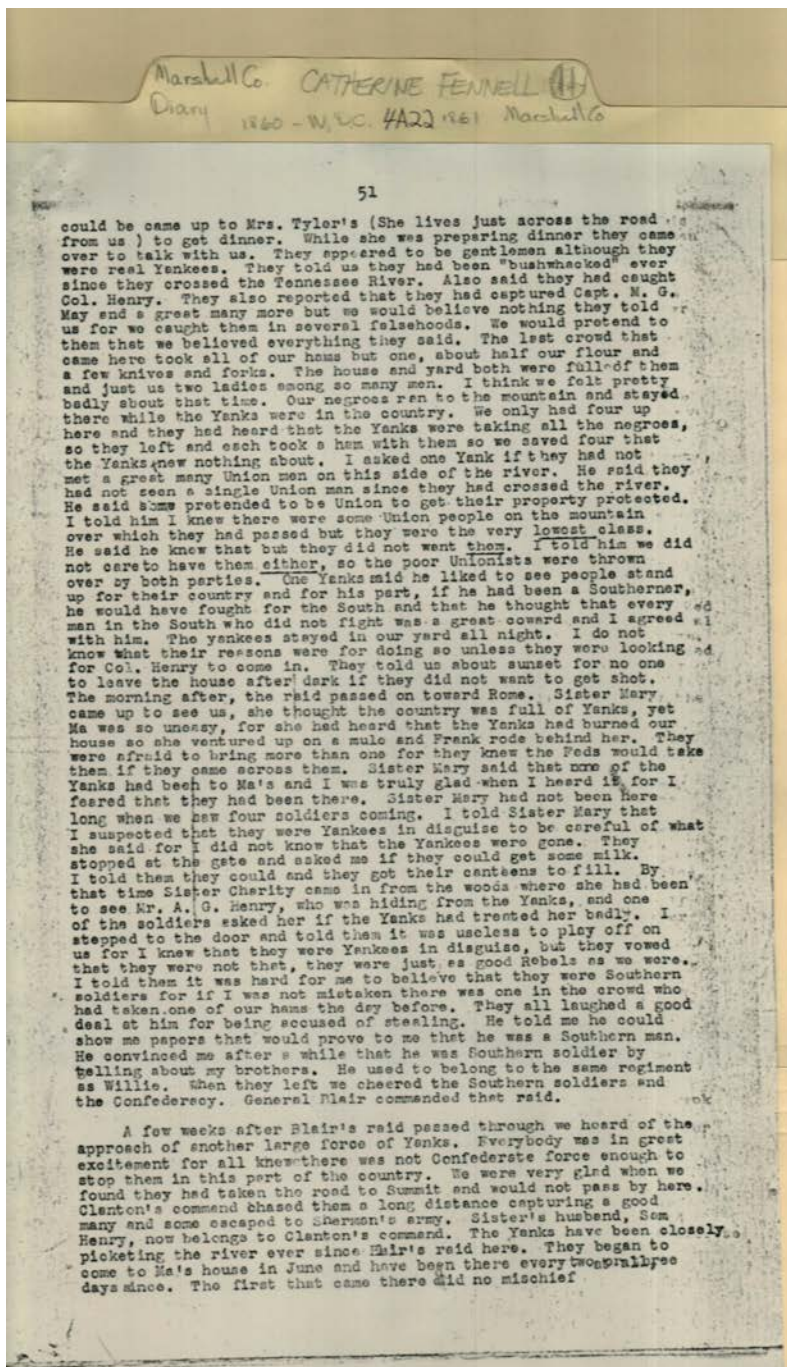 Marshall Co. CATHERINE FENNELL
Diary 1860 - 4A22 1861 Marshall Co
51
could be came up to Mrs. Tyler's (She lives just across the road
from us ) to get dinner. While she was preparing dinner they came
over to talk with us. They appeared to be gentlemen although they
were real Yenkees. They told us they had been "bushwhacked" ever
since they crossed the Tennessee River. Also said they had caught
Col. Henry. They also reported that they had captured Capt. M. G.
May and a great many more but we would believe nothing they told
us for we caught them in several falsehoods. We would pretend to
them that we believed everything they said. The last crowd that
came here took all of our hams but one, about half our flour and
a few knives and forks. The house and yard both were full of them
and just us two ladies among so many men. I think we felt pretty
badly about that time. Our negroes ran to the mountain and stayed
there while the Yanks were in the country. We only had four up
here and they had heard that the Yanks were taking all the negroes,
so they left and each took a ham with them so we saved four that
the Yanks new nothing about. I asked one Yank if they had not
met a great many Union men on this side of the river. He said they
had not seen a single Union man since they had crossed the river.
He said some pretended to be Union to get their property protected.
I told him I knew there were some Union people on the mountain
over which they had passed but they were the very lowest class.
He said he knew that but they did not want them. I told him we did
not careto have them either, so the poor Unionists were thrown
over by both parties. One Yanksaid he liked to see people stand
up for their country and for his part, if he had been a Southerner,
he would have fought for the South and that he thought that every
man in the South who did not fight was a great coward and I agreed
with him. The yankees stayed in our yard all night. I do not
know what their reasons were for doing so unless they were looking
for Col. Henry to come in. They told us about sunset for no one
to leave the house after dark if they did not want to get shot.
The morning after, the raid passed on toward Rome. Sister Mary
came up to see us, she thought the country was full of Yanks, yet
Ma was so uneasy, for she had heard that the Yanks had burned our
house so she ventured up on a mule and Frank rode behind her. They
were afraid to bring more than one for they knew the Feds would take
them if they came across them. Sister Mary said that none of the
Yanks had been to Ma's and I was truly glad when I heard it for I
feared that they had been there. Sister Mary had not been here
long when we saw four soldiers coming. I told Sister Mary that
I suspected that they were Yankees in disguise to be careful of what
she said for I did not know that the Yankees were gone. They
stopped at the gate and asked me if they could get some milk.
I told them they could and they got their canteens to fill. By
that time Sister Charity came in from the woods where she had been
to see Mr. A. G. Henry, who was hiding from the Yanks, and one
of the soldiers asked her if the Yanks had treated her badly. I
stepped to the door and told them it was useless to play off on
us for I knew that they were Yankees in disguise, but they vowed
that they were not that, they were just as good Rebels as we were.
I told them it was hard for me to believe that they were Southern
soldiers for if I was not mistaken there was one in the crowd who
had taken one of our hams the day before. They all laughed a good
deal at him for being accused of stealing. He told me he could
show me papers that would prove to me that he was a Southern man.
He convinced me after a while that he was Southern soldier by
telling about my brothers. He used to belong to the same regiment
as Willie. When they left we cheered the Southern soldiers and
the Confederacy. General Blair commanded that raid.
A few weeks after Blair's raid passed through we heard of the
approach of another large force of Yanks. Everybody was in great
excitement for all knew there was not Confederate force enough to
stop them in this part of the country. We were very glad when we
found they had taken the road to Summit and would not pass by here.
Clanton's command chased them a long distance capturing a good
many and some escaped to Sherman's army. Sister's husband, Sam
Henry, now belongs to Clanton's command. The Yanks have been closely
picketing the river ever since Blair's raid here. They began to
come to Ma's house in June and have been there every two or three
days since. The first that came there did no mischief